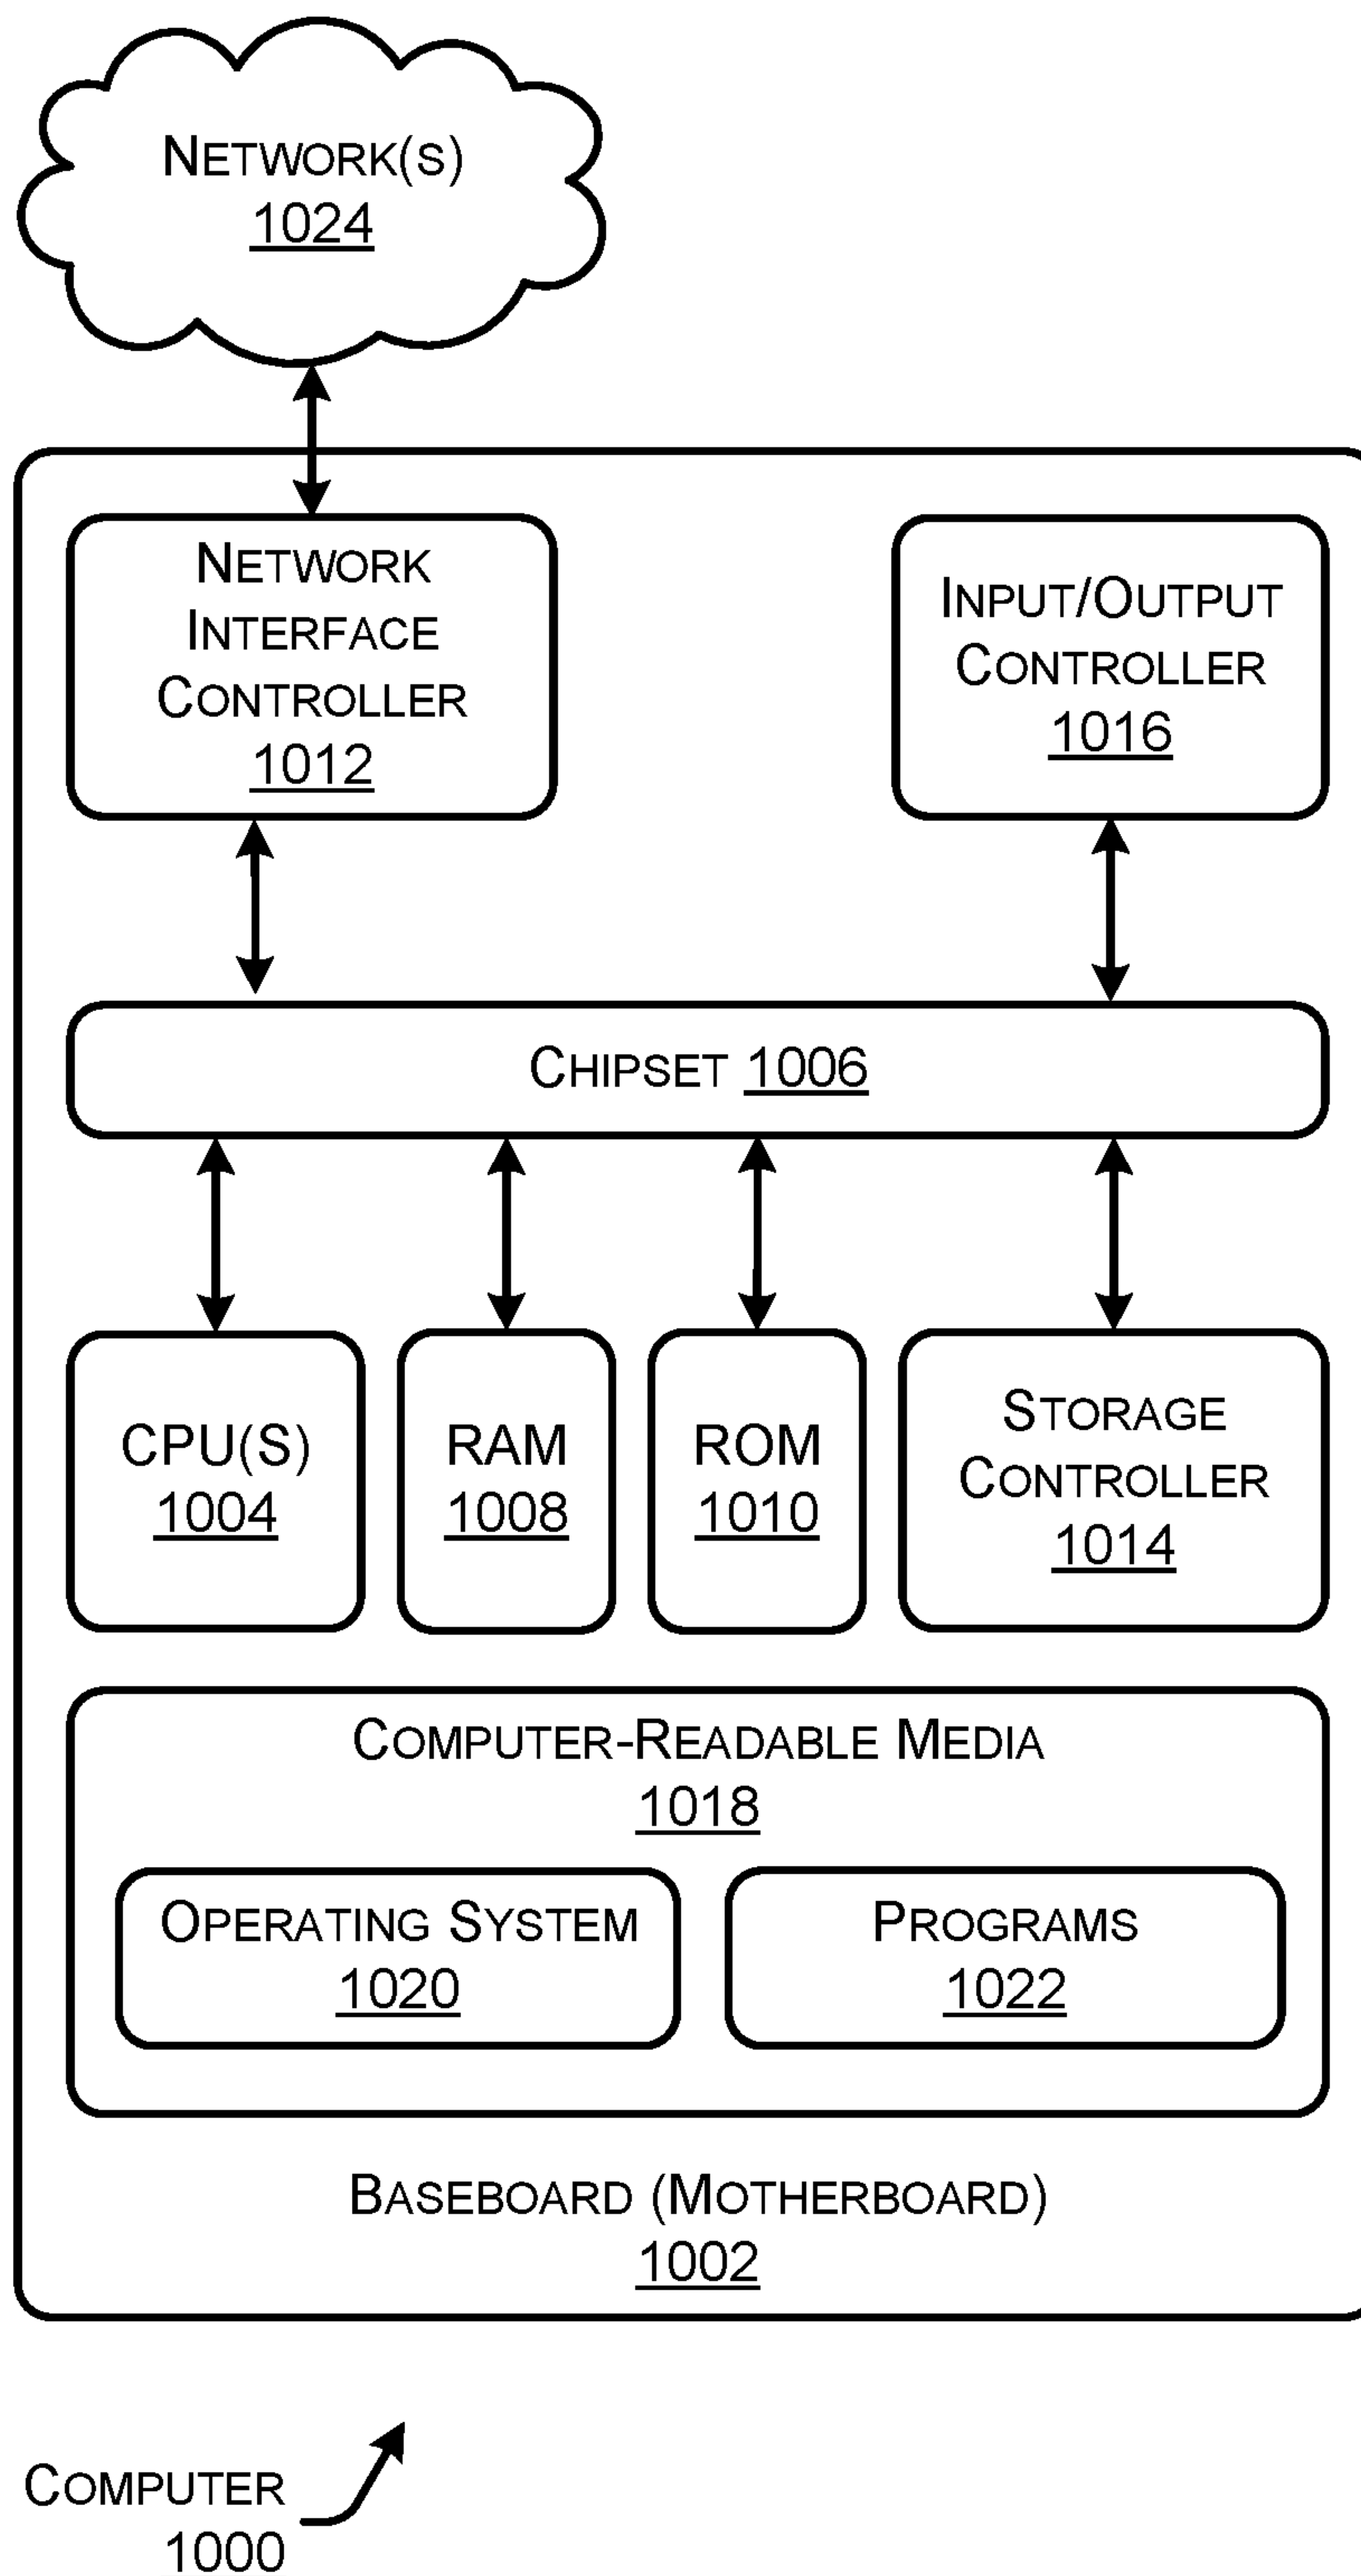 NETWORK(S)
1024
NETWORK
INTERFACE
CONTROLLER
1012
INPUT/OUTPUT
CONTROLLER
1016
CHIPSET 1006
CPU(S)
1004
RAM
1008
ROM
1010
STORAGE
CONTROLLER
1014
COMPUTER-READABLE MEDIA
1018
OPERATING SYSTEM
1020
PROGRAMS
1022
BASEBOARD (MOTHERBOARD)
1002
COMPUTER
1000